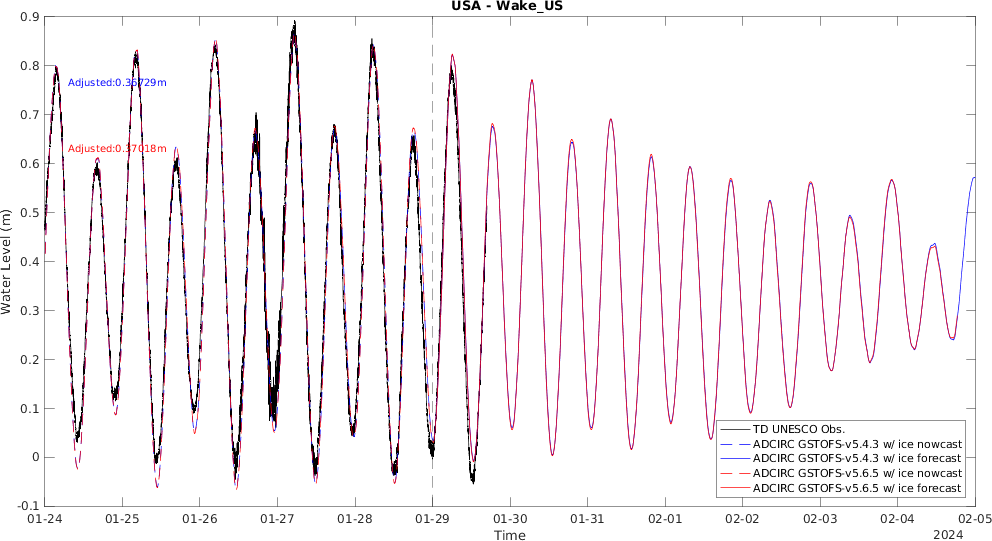 USA - Wake_US
0.9
0.8
0.7
0.6
0.5
0.4
0.3
0.2
0.1
0
-0.1
Water Level (m)
Adjusted:0.36729m
Adjusted:0.37018m
TD UNESCO Obs.
ADCIRC GSTOFS-v5.4.3 w/ ice nowcast
ADCIRC GSTOFS-v5.4.3 w/ ice forecast
ADCIRC GSTOFS-v5.6.5 w/ ice nowcast
ADCIRC GSTOFS-v5.6.5 w/ ice forecast
01-24 01-25 01-26 01-27 01-28 01-29 01-30 01-31 02-01 02-02 02-03 02-04 02-05
Time
2024